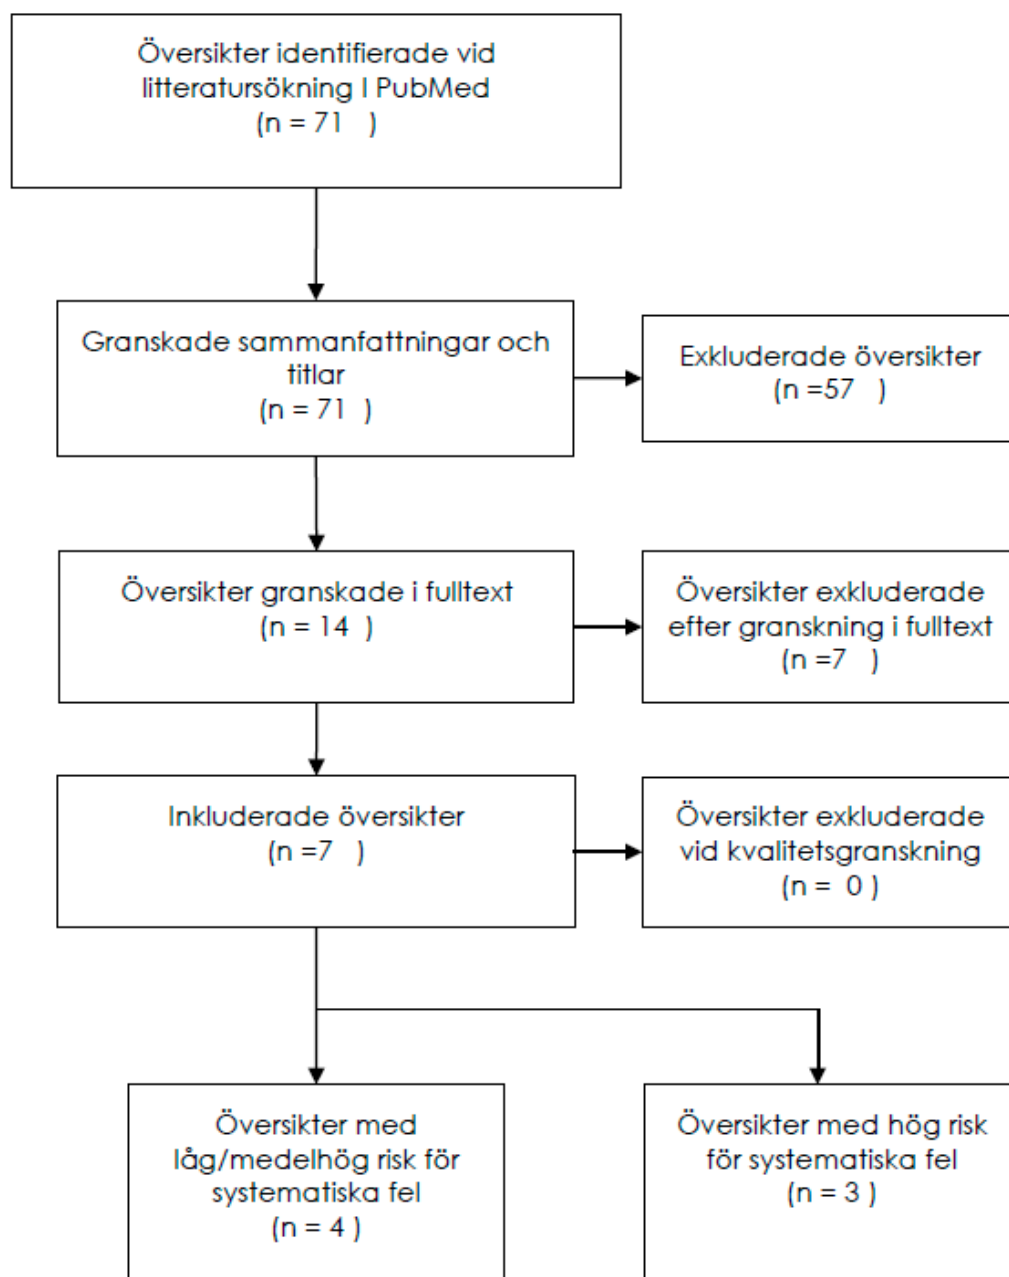 Översikter identifierade vid
litteratursökning I PubMed
(n = 71 )
Granskade sammanfattningar och
titlar
(n = 71 )
Exkluderade översikter
(n =57 )
Översikter granskade i fulltext
(n = 14 )
Översikter exkluderade
efter granskning i fulltext
(n =7 )
Inkluderade översikter
(n =7 )
Översikter exkluderade
vid kvalitetsgranskning
(n = 0 )
Översikter med
låg/medelhög risk för
systematiska fel
(n = 4 )
Översikter med hög risk
för systematiska fel
(n = 3 )